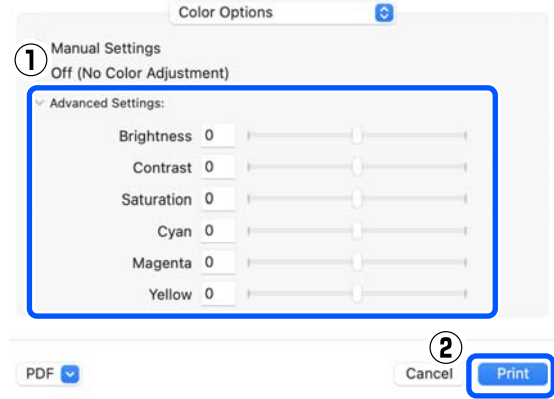 Color Options
①
Manual Settings
Off (No Color Adjustment)
Advanced Settings:
Brightness 0
Contrast 0
Saturation 0
Cyan 0
Magenta 0
Yellow 0
②
PDF
Cancel
Print